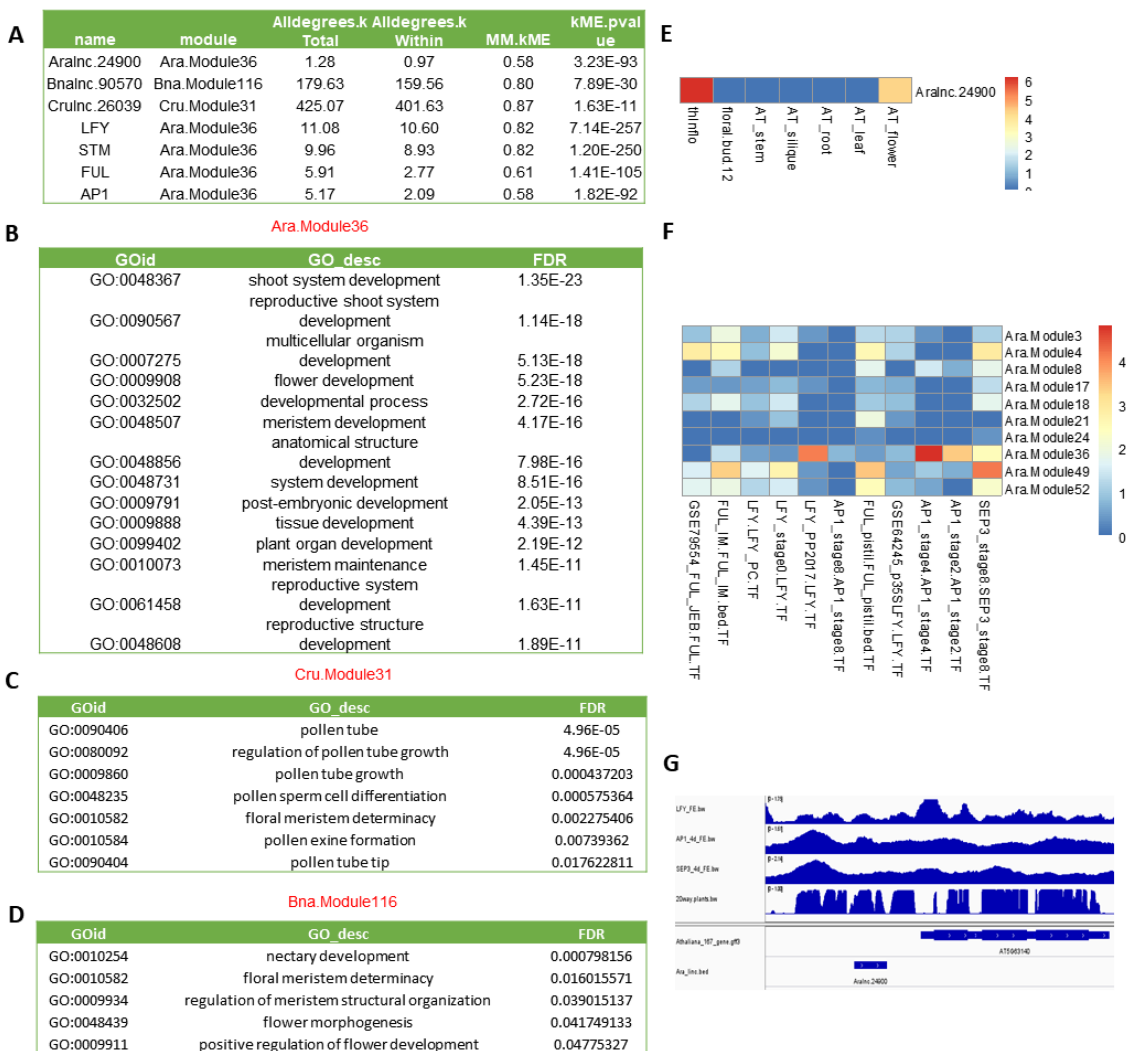 A
Alldegrees.k Alldegrees.k kME.pval
name module Total Within MM.kME ue
Aralnc.24900 Ara.Module36 1.28 0.97 0.58 3.23E-93
Bnalnc.90570 Bna.Module116 179.63 159.56 0.80 7.89E-30
Crulnc.26039 Cru.Module31 425.07 401.63 0.87 1.63E-11
LFY Ara.Module36 11.08 10.60 0.82 7.14E-257
STM Ara.Module36 9.96 8.93 0.82 1.20E-250
FUL Ara.Module36 5.91 2.77 0.61 1.41E-105
AP1 Ara.Module36 5.17 2.09 0.58 1.82E-92
B
Ara.Module36
GOid GO_desc FDR
GO:0048367 shoot system development 1.35E-23
reproductive shoot system
GO:0090567 development 1.14E-18
multicellular organism
GO:0007275 development 5.13E-18
GO:0009908 flower development 5.23E-18
GO:0032502 developmental process 2.72E-16
GO:0048507 meristem development 4.17E-16
anatomical structure
GO:0048856 development 7.98E-16
GO:0048731 system development 8.51E-16
GO:0009791 post-embryonic development 2.05E-13
GO:0009888 tissue development 4.39E-13
GO:0099402 plant organ development 2.19E-12
GO:0010073 meristem maintenance 1.45E-11
reproductive system
GO:0061458 development 1.63E-11
reproductive structure
GO:0048608 development 1.89E-11
C
Cru.Module31
GOid GO_desc FDR
GO:0090406 pollen tube 4.96E-05
GO:0080092 regulation of pollen tube growth 4.96E-05
GO:0009860 pollen tube growth 0.000437203
GO:0048235 pollen sperm cell differentiation 0.000575364
GO:0010582 floral meristem determinacy 0.002275406
GO:0010584 pollen exine formation 0.00739362
GO:0090404 pollen tube tip 0.017622811
D
Bna.Module116
GOid GO_desc FDR
GO:0010254 nectary development 0.000798156
GO:0010582 floral meristem determinacy 0.016015571
GO:0009934 regulation of meristem structural organization 0.039015137
GO:0048439 flower morphogenesis 0.041749133
GO:0009911 positive regulation of flower development 0.04775327
E
Aralnc.24900
6
5
4
3
2
1
thInflo
floral.bud.12
AT_stem
AT_silique
AT_root
AT_leaf
AT_flower
F
Ara.Module3
Ara.Module4
Ara.Module8
Ara.Module17
Ara.Module18
Ara.Module21
Ara.Module24
Ara.Module36
Ara.Module49
Ara.Module52
4
3
2
1
0
GSE79554_FUL_JEB.FUL.TF
FUL_IM.FUL_IM.bed.TF
LFY.LFY_PC.TF
LFY_stage0.LFY.TF
LFY_PP2017.LFY.TF
AP1_stage8.AP1_stage8.TF
FUL_pistil.FUL_pistil.bed.TF
GSE64245_p35SLFY.LFY.TF
AP1_stage4.AP1_stage4.TF
AP1_stage2.AP1_stage2.TF
SEP3_stage8.SEP3_stage8.TF
G
LFY_FE.bw
AP1_4d_FE.bw
SEP3_4d_FE.bw
20way.plants.bw
Athaliana_167_gene.gff3
AT5G63140
Ara_linc.bed
Aralnc.24900